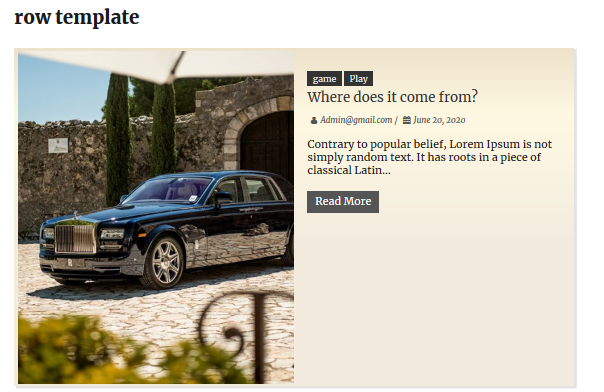 row template
game Play
Where does it come from?
Admin@gmail.com / June 20, 2020
Contrary to popular belief, Lorem Ipsum is not
simply random text. It has roots in a piece of
classical Latin...
Read More